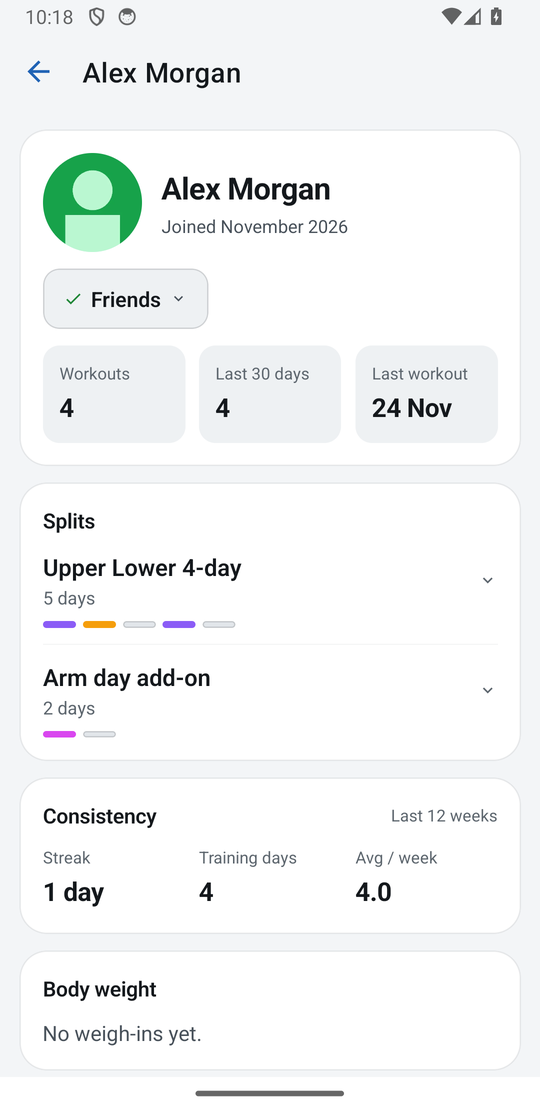 10:18
Alex Morgan
Alex Morgan
Joined November 2026
Friends
Workouts
4
Last 30 days
4
Last workout
24 Nov
Splits
Upper Lower 4-day
5 days
Arm day add-on
2 days
Consistency
Last 12 weeks
Streak
1 day
Training days
4
Avg / week
4.0
Body weight
No weigh-ins yet.